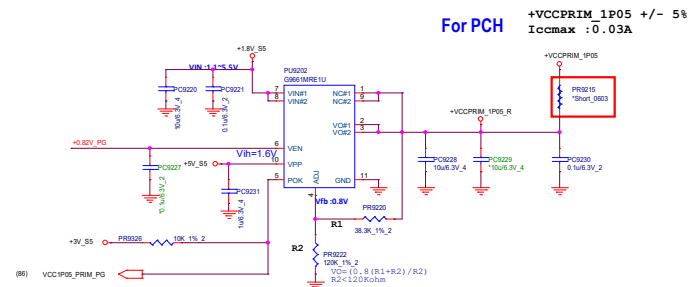 For PCH
+VCCPRIM_1P05 +/- 5%
Iccmax :0.03A
+1.8V_S5
VIN :1.1~5.5V
PU9202
G9661MRE1U
+VCCPRIM_1P05
PC9220
10u/6.3V_4
PC9221
0.1u/6.3V_2
7
8
VIN#1
VIN#2
NC#1
NC#2
1
9
PR9215
*Short_0603
+VCCPRIM_1P05_R
VO#1
VO#2
2
3
+0.82V_PG
6
VEN
Vih=1.6V
PC9227
*0.1u/6.3V_2
+5V_S5
10
VPP
5
POK
ADJ
4
GND
11
PC9228
10u/6.3V_4
PC9229
*10u/6.3V_4
PC9230
0.1u/6.3V_2
PC9231
1u/6.3V_4
Vfb :0.8V
R1
PR9220
38.3K_1%_2
+3V_S5
PR9326
10K_1%_2
R2
PR9222
120K_1%_2
VO=(0.8(R1+R2)/R2)
R2<120Kohm
(86)
VCC1P05_PRIM_PG